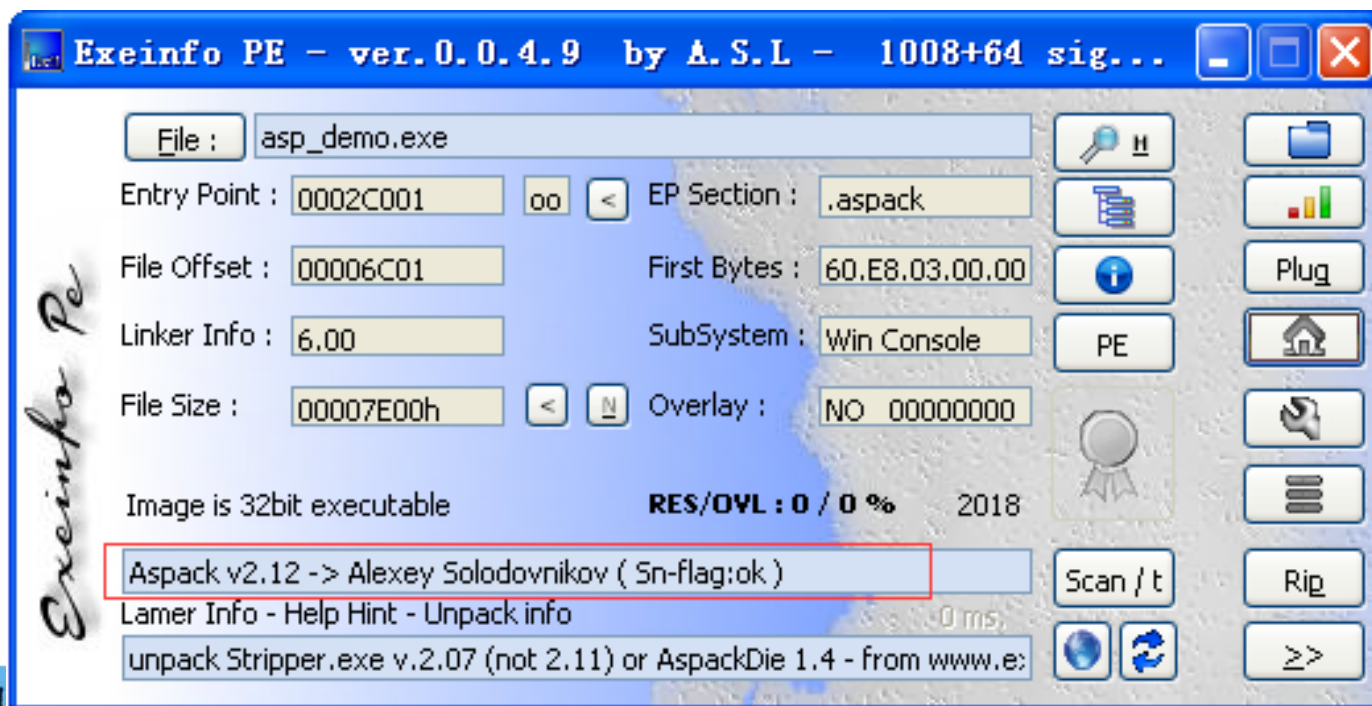 Exeinfo PE - ver.0.0.4.9 by A.S.L - 1008+64 sig...
File : asp_demo.exe
H
Entry Point : 0002C001 oo < EP Section : .aspack
File Offset : 00006C01 First Bytes : 60.E8.03.00.00
Plug
Linker Info : 6.00 SubSystem : Win Console
PE
File Size : 00007E00h < N Overlay : NO 00000000
Exeinfo Pe
Image is 32bit executable RES/OVL : 0 / 0 % 2018
Aspack v2.12 -> Alexey Solodovnikov ( Sn-flag:ok )
Scan / t Rip
Lamer Info - Help Hint - Unpack info 0 ms.
unpack Stripper.exe v.2.07 (not 2.11) or AspackDie 1.4 - from www.e
>>